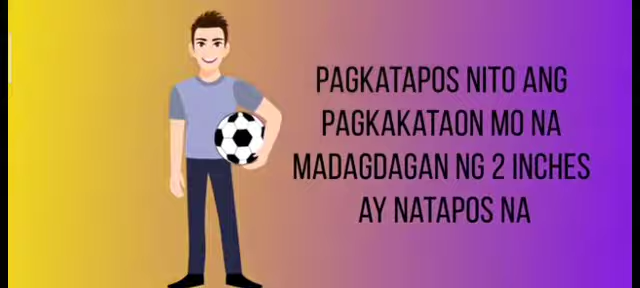 PAGKATAPOS NITO ANG
PAGKAKATAON MO NA
MADAGDAGAN NG 2 INCHES
AY NATAPOS NA